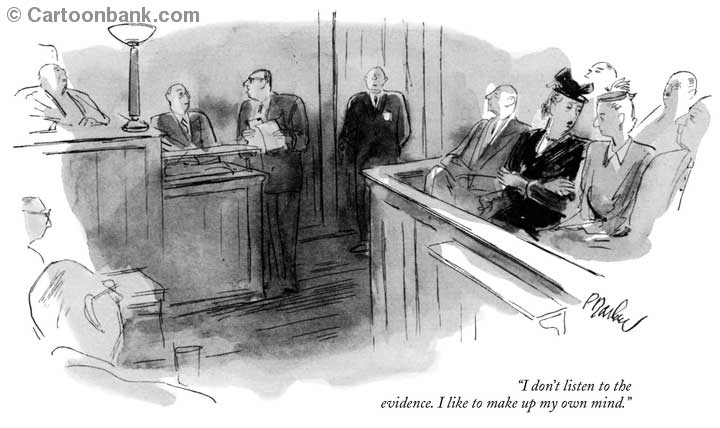 © Cartoonbank.com
“I don’t listen to the
evidence. I like to make up my own mind.”